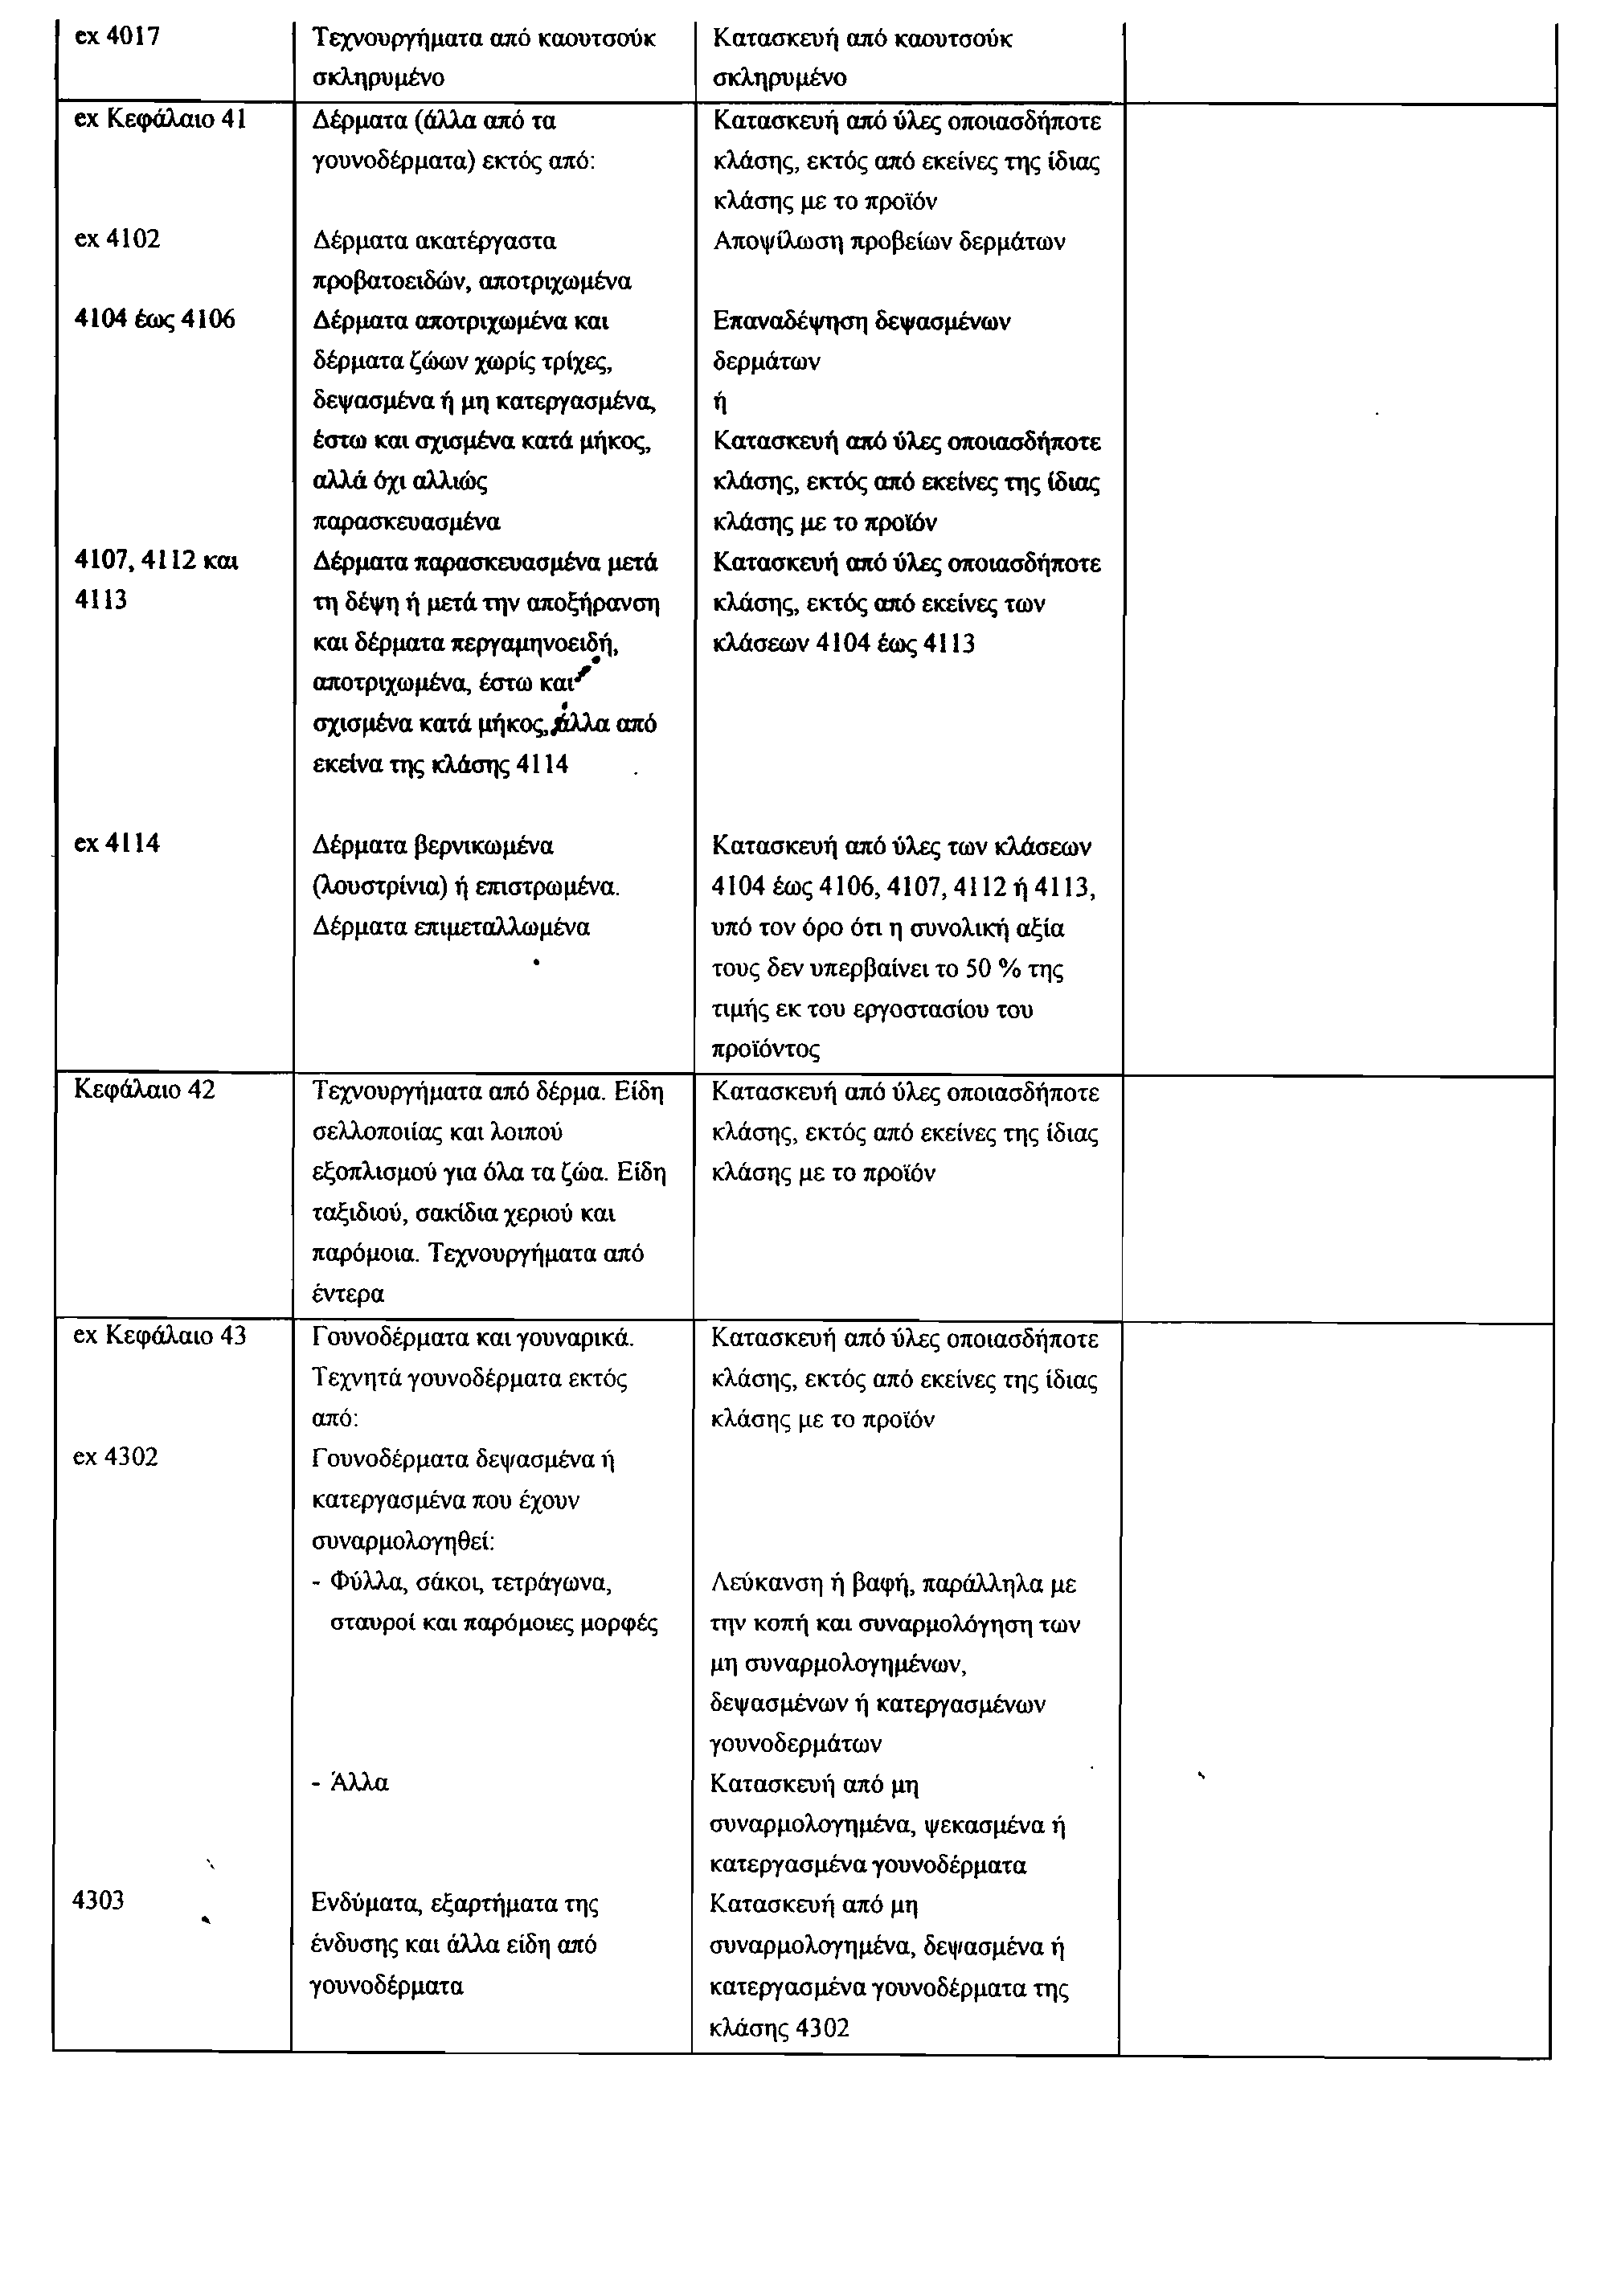 ex 4017
Τεχνουργήματα από καουτσούκ
σκληρυμένο
Κατασκευή από καουτσούκ
σκληρυμένο
ex Κεφάλαιο 41
Δέρματα (άλλα από τα
γουνοδέρματα) εκτός από:
Κατασκευή από ύλες οποιασδήποτε
κλάσης, εκτός από εκείνες της ίδιας
κλάσης με το προϊόν
ex 4102
Δέρματα ακατέργαστα
προβατοειδών, αποτριχωμένα
Αποψίλωση προβείων δερμάτων
4104 έως 4106
Δέρματα αποτριχωμένα και
δέρματα ζώων χωρίς τρίχες,
δεψασμένα ή μη κατεργασμένα,
έστω και σχισμένα κατά μήκος,
αλλά όχι αλλιώς
παρασκευασμένα
Επαναδέψηση δεψασμένων
δερμάτων
ή
Κατασκευή από ύλες οποιασδήποτε
κλάσης, εκτός από εκείνες της ίδιας
κλάσης με το προϊόν
4107, 4112 και
4113
Δέρματα παρασκευασμένα μετά
τη δέψη ή μετά την αποξήρανση
και δέρματα περγαμηνοειδή,
αποτριχωμένα, έστω και
σχισμένα κατά μήκος, άλλα από
εκείνα της κλάσης 4114
Κατασκευή από ύλες οποιασδήποτε
κλάσης, εκτός από εκείνες των
κλάσεων 4104 έως 4113
ex 4114
Δέρματα βερνικωμένα
(λουστρίνια) ή επιστρωμένα.
Δέρματα επιμεταλλωμένα
Κατασκευή από ύλες των κλάσεων
4104 έως 4106, 4107, 4112 ή 4113,
υπό τον όρο ότι η συνολική αξία
τους δεν υπερβαίνει το 50 % της
τιμής εκ του εργοστασίου του
προϊόντος
Κεφάλαιο 42
Τεχνουργήματα από δέρμα. Είδη
σελλοποιίας και λοιπού
εξοπλισμού για όλα τα ζώα. Είδη
ταξιδιού, σακίδια χεριού και
παρόμοια. Τεχνουργήματα από
έντερα
Κατασκευή από ύλες οποιασδήποτε
κλάσης, εκτός από εκείνες της ίδιας
κλάσης με το προϊόν
ex Κεφάλαιο 43
Γουνοδέρματα και γουναρικά.
Τεχνητά γουνοδέρματα εκτός
από:
Κατασκευή από ύλες οποιασδήποτε
κλάσης, εκτός από εκείνες της ίδιας
κλάσης με το προϊόν
ex 4302
Γουνοδέρματα δεψασμένα ή
κατεργασμένα που έχουν
συναρμολογηθεί:
- Φύλλα, σάκοι, τετράγωνα,
σταυροί και παρόμοιες μορφές
Λεύκανση ή βαφή, παράλληλα με
την κοπή και συναρμολόγηση των
μη συναρμολογημένων,
δεψασμένων ή κατεργασμένων
γουνοδερμάτων
- Άλλα
Κατασκευή από μη
συναρμολογημένα, ψεκασμένα ή
κατεργασμένα γουνοδέρματα
4303
Ενδύματα, εξαρτήματα της
ένδυσης και άλλα είδη από
γουνοδέρματα
Κατασκευή από μη
συναρμολογημένα, δεψασμένα ή
κατεργασμένα γουνοδέρματα της
κλάσης 4302